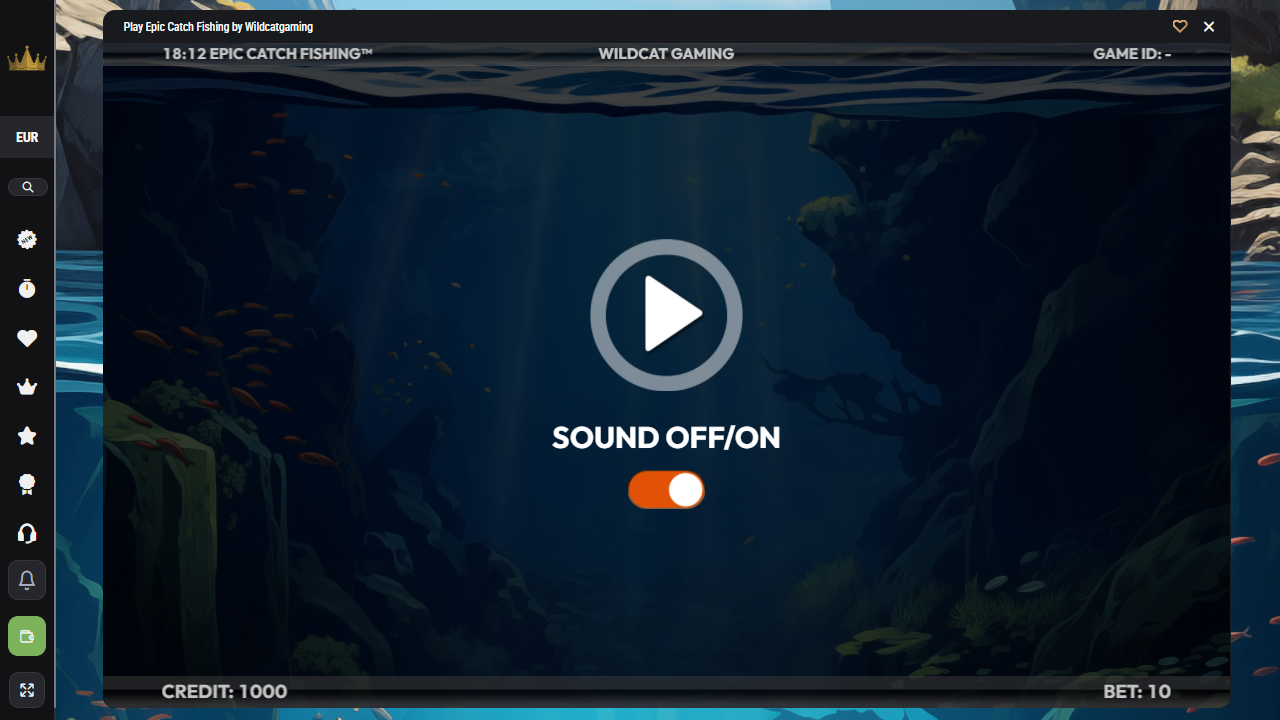 Play Epic Catch Fishing by Wildcatgaming
18:12 EPIC CATCH FISHING™
WILDCAT GAMING
GAME ID: -
EUR
NEW
SOUND OFF/ON
CREDIT: 1000
BET: 10